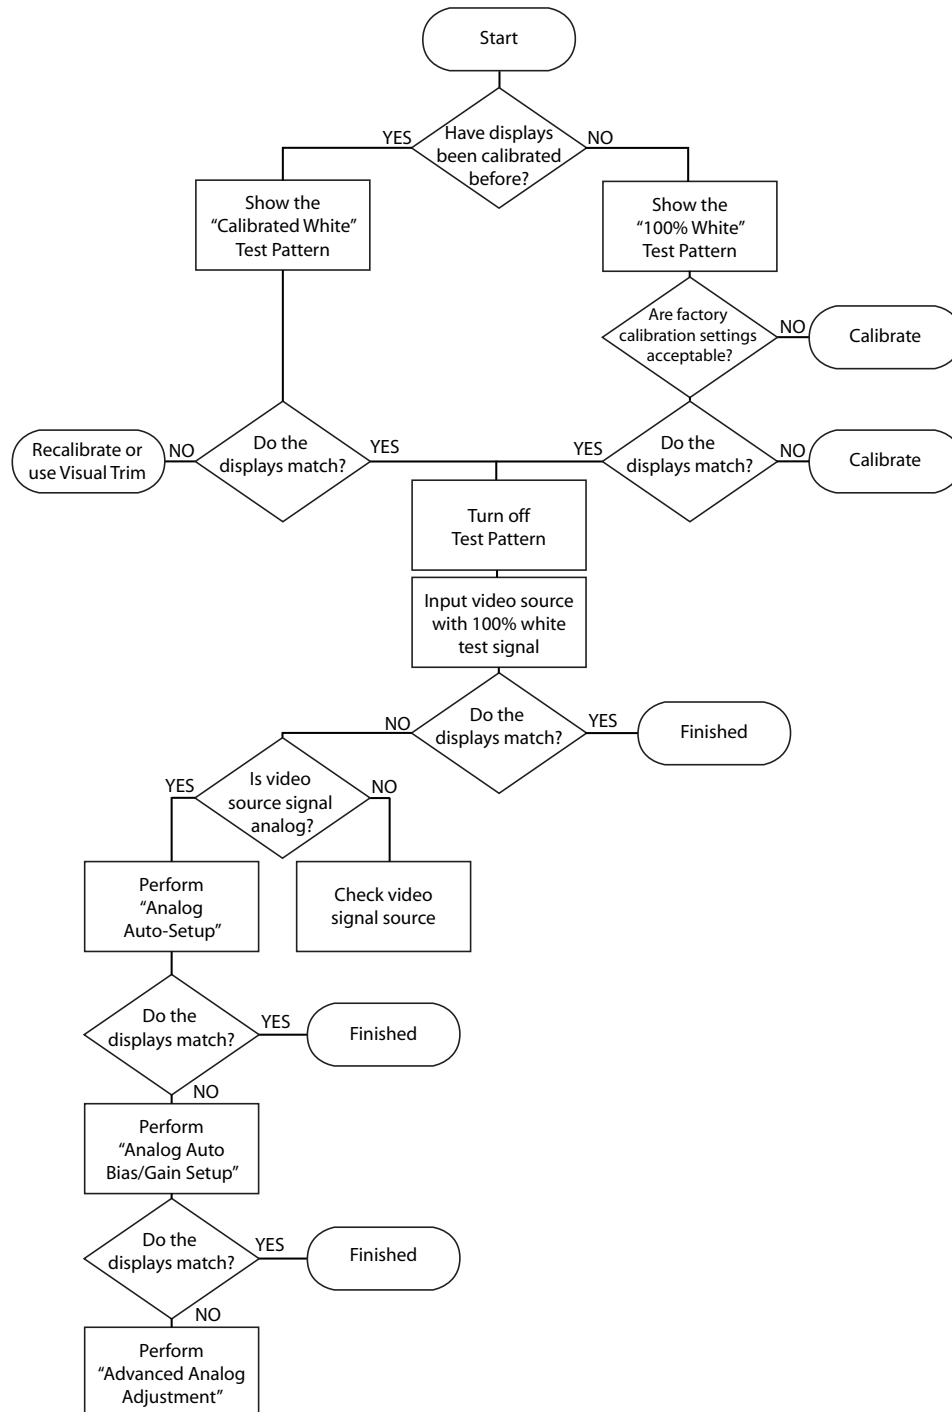 Start
YES
Have displays
been calibrated
before?
NO
Show the
“Calibrated White”
Test Pattern
Show the
“100% White”
Test Pattern
Are factory
calibration settings
acceptable?
NO
Calibrate
Recalibrate or
use Visual Trim
NO
Do the
displays match?
YES
YES
Do the
displays match?
NO
Calibrate
Turn off
Test Pattern
Input video source
with 100% white
test signal
NO
Do the
displays match?
YES
Finished
YES
Is video
source signal
analog?
NO
Perform
“Analog
Auto-Setup”
Check video
signal source
Do the
displays match?
YES
Finished
NO
Perform
“Analog Auto
Bias/Gain Setup”
Do the
displays match?
YES
Finished
NO
Perform
“Advanced Analog
Adjustment”